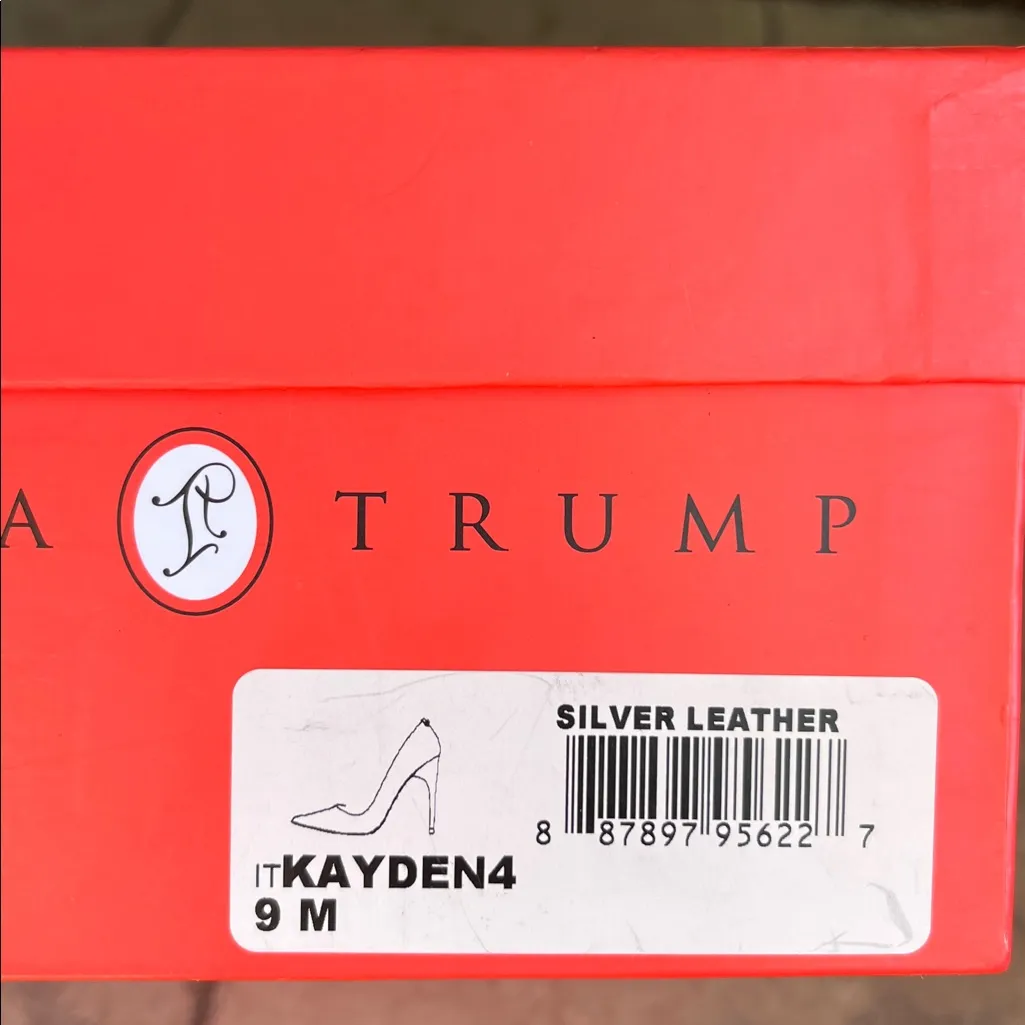 A IT TRUMP
SILVER LEATHER
8 87897 95622 7
ITKAYDEN4
9 M